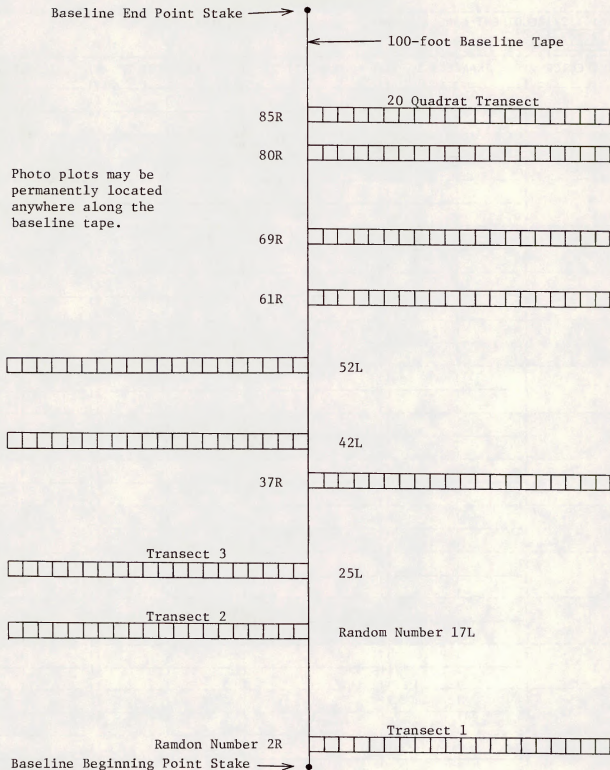 Baseline End Point Stake
100-foot Baseline Tape
20 Quadrat Transect
85R
80R
Photo plots may be
permanently located
anywhere along the
baseline tape.
69R
61R
52L
42L
37R
Transect 3
25L
Transect 2
Random Number 17L
Transect 1
Ramdon Number 2R
Baseline Beginning Point Stake